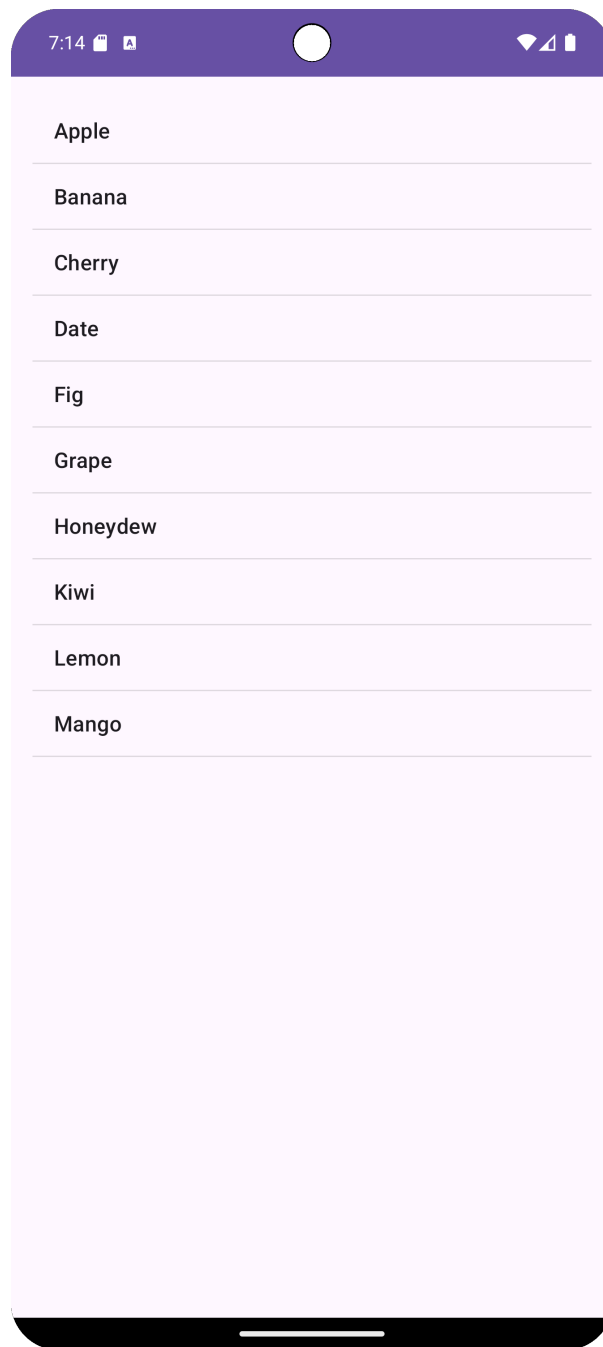 7:14
Apple
Banana
Cherry
Date
Fig
Grape
Honeydew
Kiwi
Lemon
Mango